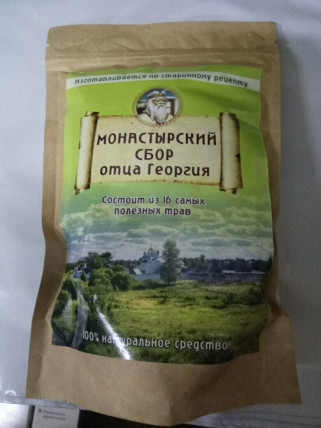 Изготавливается по старинному рецепту
МОНАСТЫРСКИЙ
СБОР
отца Георгия
Состоит из 16 самых
полезных трав
100% натуральное средство